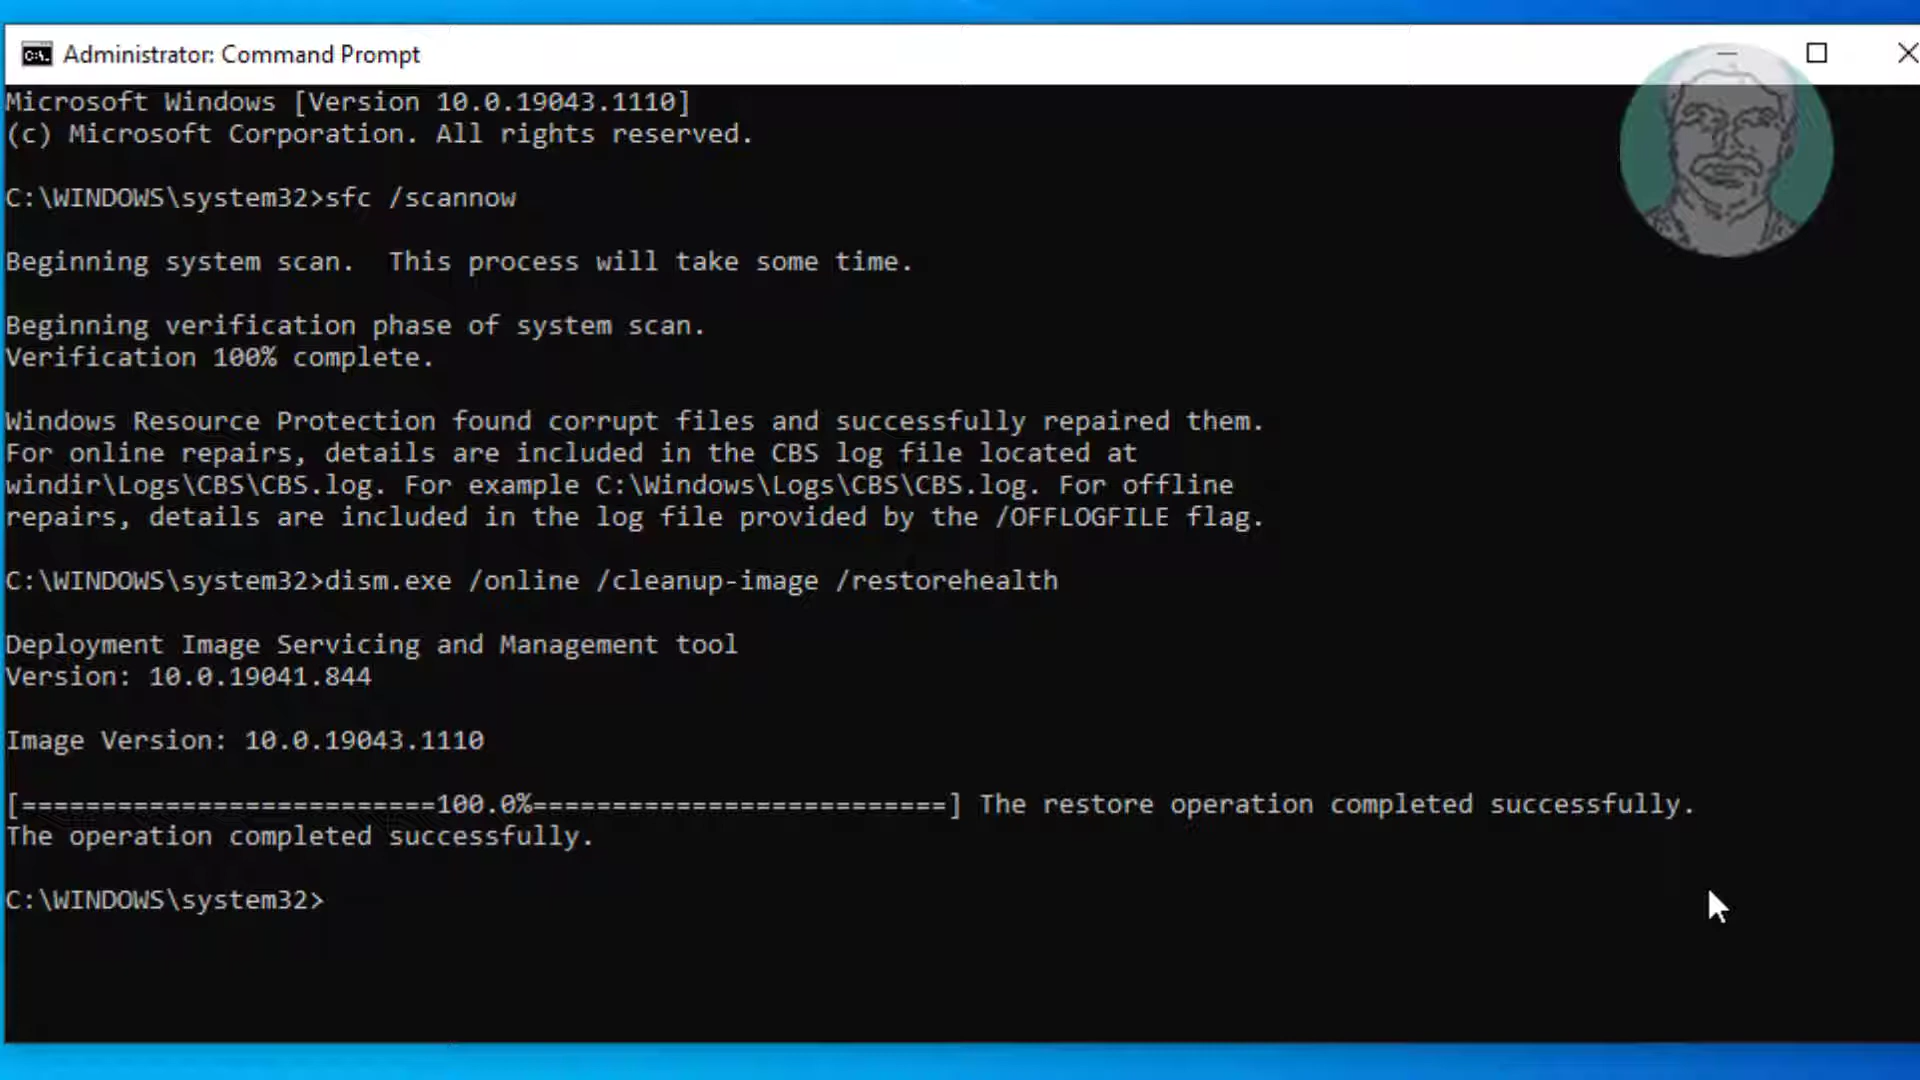 Administrator: Command Prompt
Microsoft Windows [Version 10.0.19043.1110]
(c) Microsoft Corporation. All rights reserved.
C:\WINDOWS\system32>sfc /scannow
Beginning system scan.  This process will take some time.
Beginning verification phase of system scan.
Verification 100% complete.
Windows Resource Protection found corrupt files and successfully repaired them.
For online repairs, details are included in the CBS log file located at
windir\Logs\CBS\CBS.log. For example C:\Windows\Logs\CBS\CBS.log. For offline
repairs, details are included in the log file provided by the /OFFLOGFILE flag.
C:\WINDOWS\system32>dism.exe /online /cleanup-image /restorehealth
Deployment Image Servicing and Management tool
Version: 10.0.19041.844
Image Version: 10.0.19043.1110
[==========================100.0%==========================] The restore operation completed successfully.
The operation completed successfully.
C:\WINDOWS\system32>